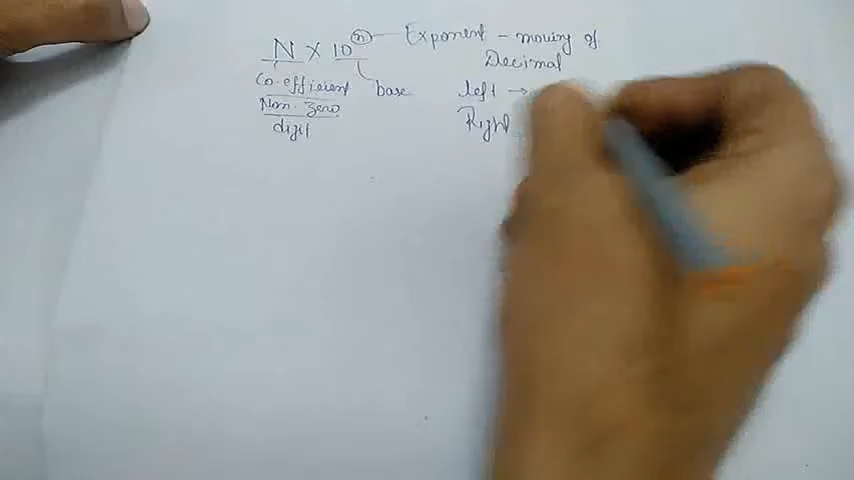 N × 10ⁿ — Exponent - moving of
Decimal
Co-efficient base left →
Non-Zero Right
digit